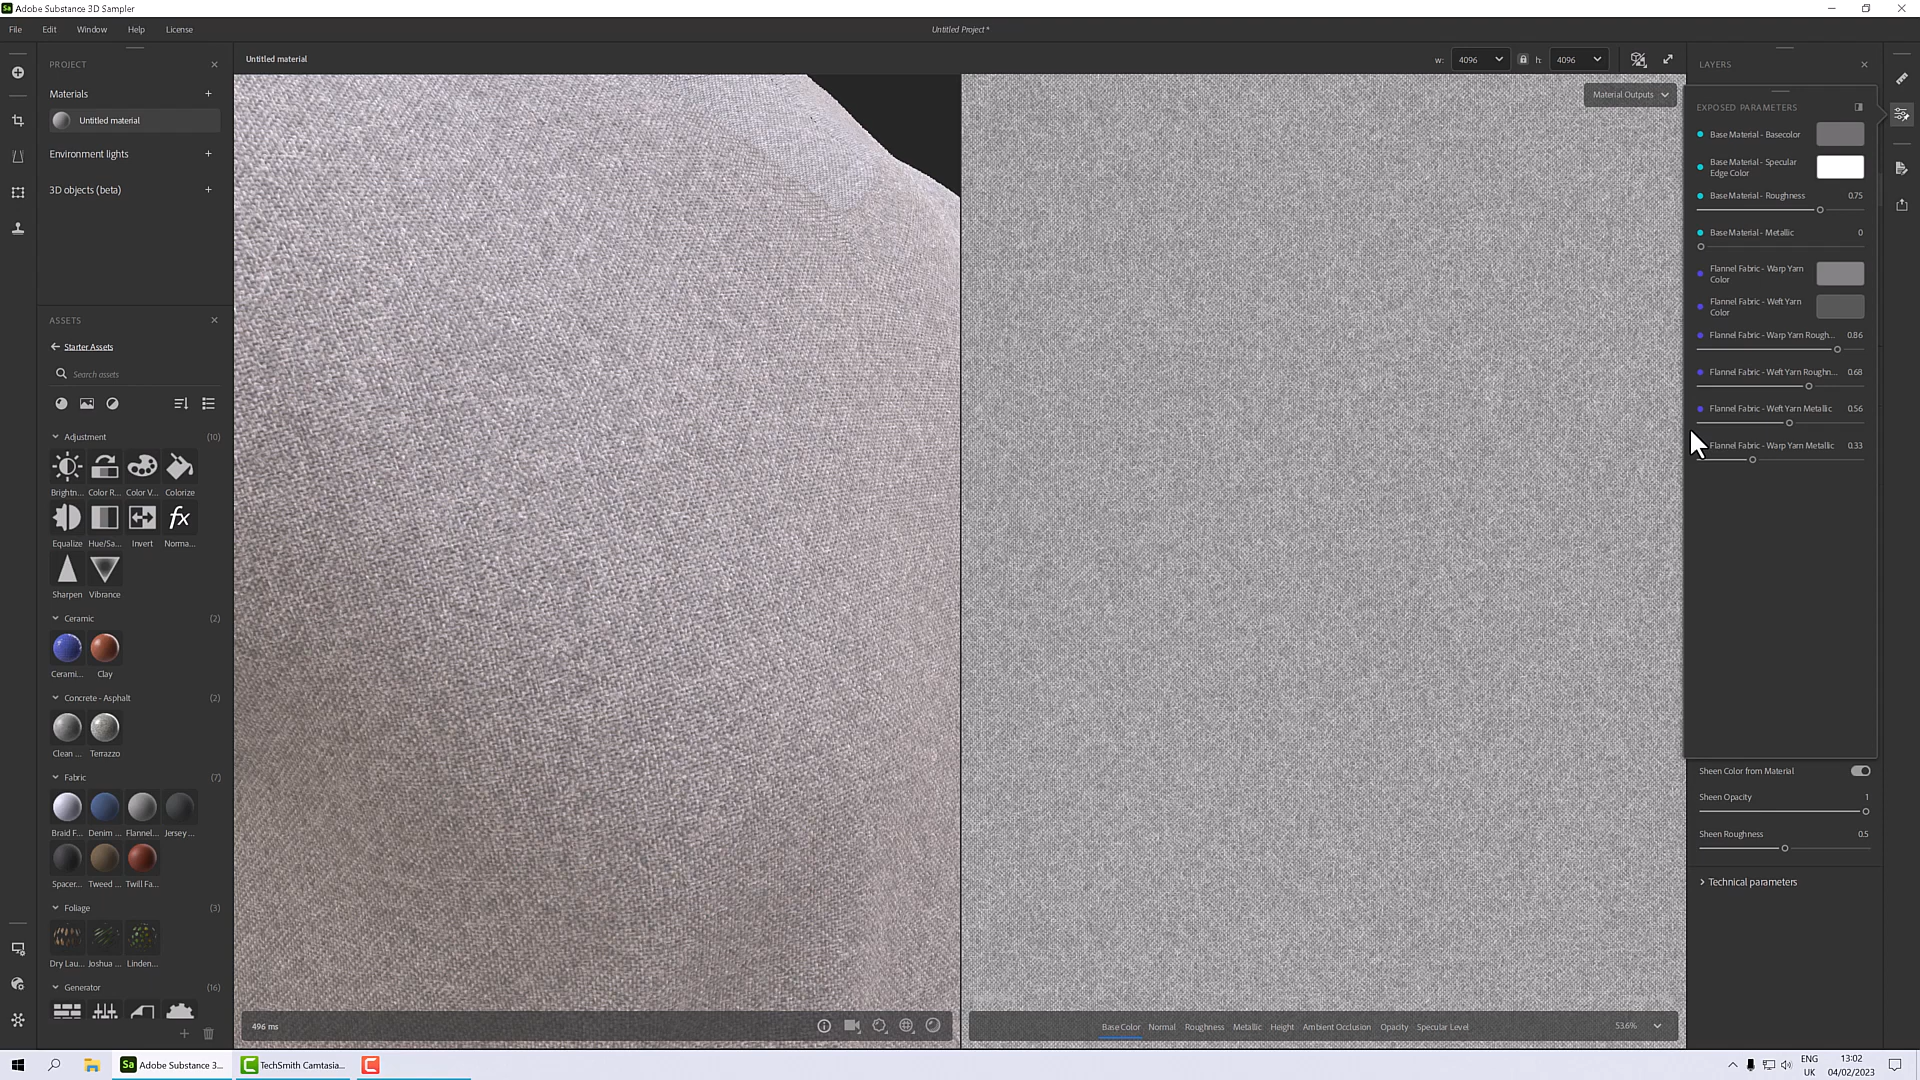 Adobe Substance 3D Sampler
File Edit Window Help License
Untitled Project *
PROJECT
Materials
Untitled material
Environment lights
3D objects (beta)
ASSETS
Starter Assets
Search assets
Adjustment (10)
Brightn... Color R... Color V... Colorize
Equalize Hue/Sa... Invert Norma...
Sharpen Vibrance
Ceramic (2)
Cerami... Clay
Concrete - Asphalt (2)
Clean ... Terrazzo
Fabric (7)
Braid F... Denim ... Flannel... Jersey ...
Spacer... Tweed ... Twill Fa...
Foliage (3)
Dry Lau... Joshua ... Linden...
Generator (16)
Untitled material
w: 4096 h: 4096
Material Outputs
496 ms
Base Color Normal Roughness Metallic Height Ambient Occlusion Opacity Specular Level
53.6%
LAYERS
EXPOSED PARAMETERS
Base Material - Basecolor
Base Material - Specular
Edge Color
Base Material - Roughness 0.75
Base Material - Metallic 0
Flannel Fabric - Warp Yarn
Color
Flannel Fabric - Weft Yarn
Color
Flannel Fabric - Warp Yarn Rough... 0.86
Flannel Fabric - Weft Yarn Roughn... 0.68
Flannel Fabric - Weft Yarn Metallic 0.56
Flannel Fabric - Warp Yarn Metallic 0.33
Sheen Color from Material
Sheen Opacity 1
Sheen Roughness 0.5
Technical parameters
Sa Adobe Substance 3...
TechSmith Camtasia...
ENG
UK
13:02
04/02/2023